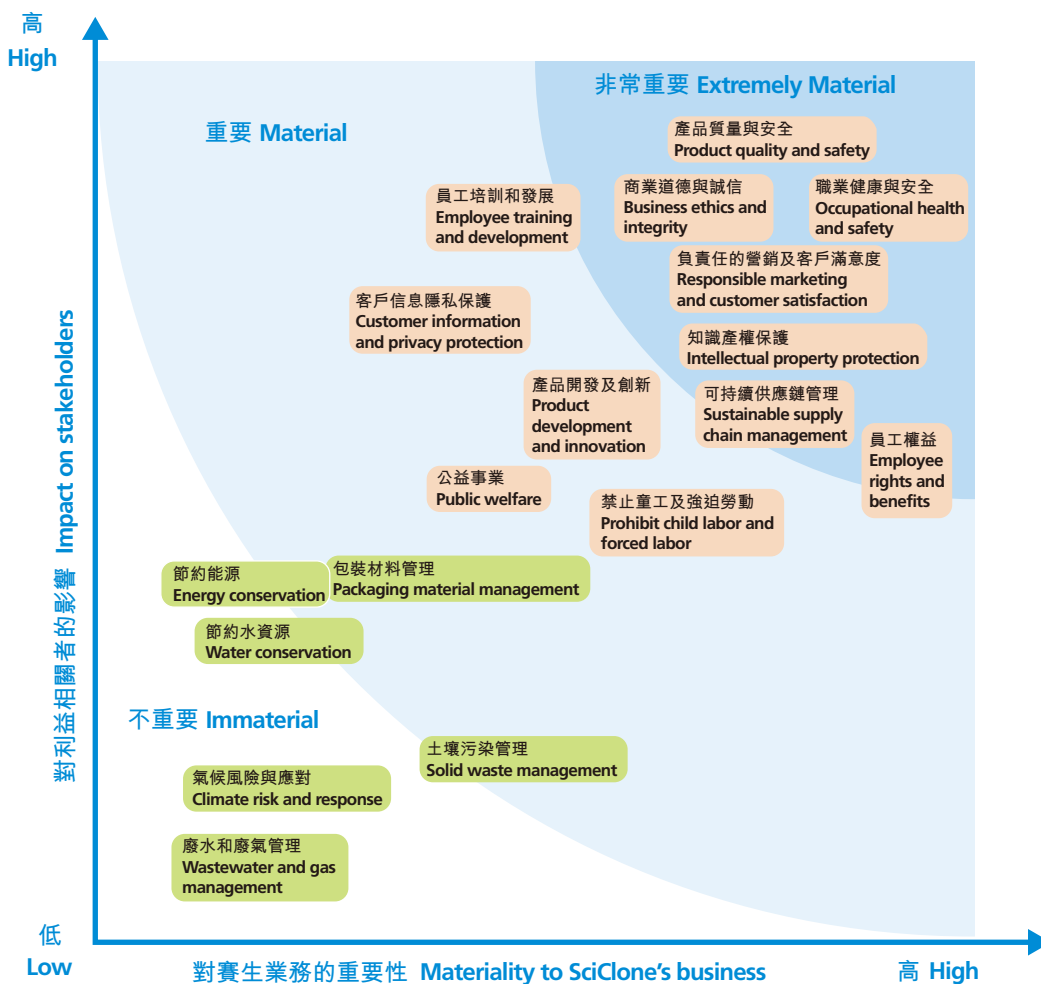 高
High
非常重要 Extremely Material
重要 Material
產品質量與安全
Product quality and safety
員工培訓和發展
Employee training
and development
商業道德與誠信
Business ethics and
integrity
職業健康與安全
Occupational health
and safety
負責任的營銷及客戶滿意度
Responsible marketing
and customer satisfaction
客戶信息隱私保護
Customer information
and privacy protection
知識產權保護
Intellectual property protection
產品開發及創新
Product
development
and innovation
可持續供應鏈管理
Sustainable supply
chain management
員工權益
Employee
rights and
benefits
公益事業
Public welfare
禁止童工及強迫勞動
Prohibit child labor and
forced labor
節約能源
Energy conservation
包裝材料管理
Packaging material management
節約水資源
Water conservation
不重要 Immaterial
土壤污染管理
Solid waste management
氣候風險與應對
Climate risk and response
廢水和廢氣管理
Wastewater and gas
management
對利益相關者的影響 Impact on stakeholders
低
Low
對賽生業務的重要性 Materiality to SciClone's business
高 High